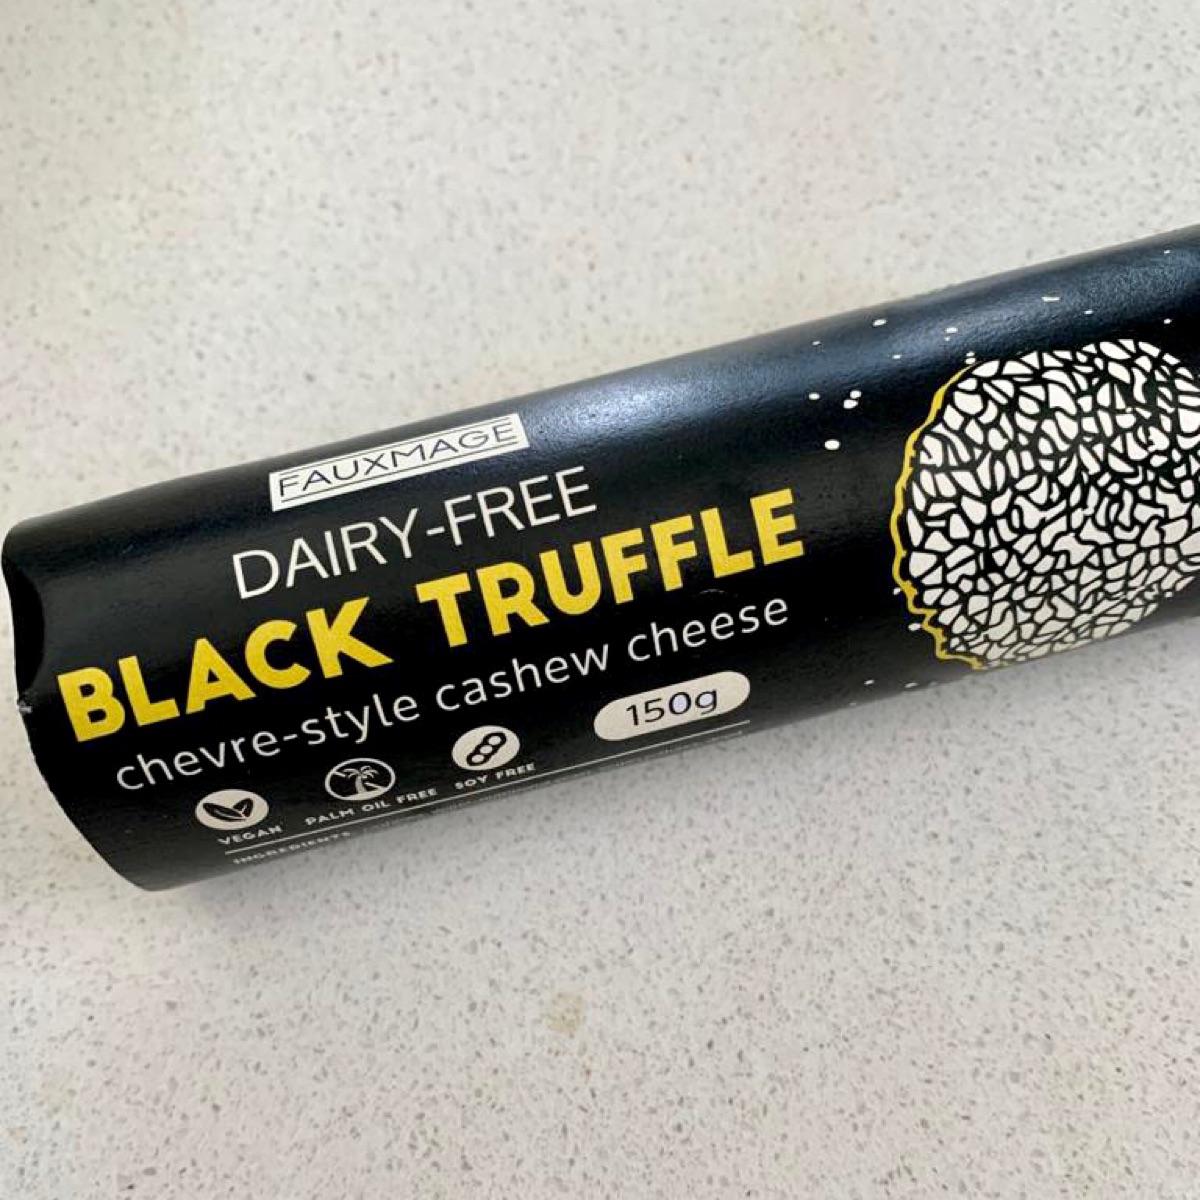 FAUXMAGE
DAIRY-FREE
BLACK TRUFFLE
chevre-style cashew cheese
150g
VEGAN
PALM OIL FREE
SOY FREE
INGREDIENTS